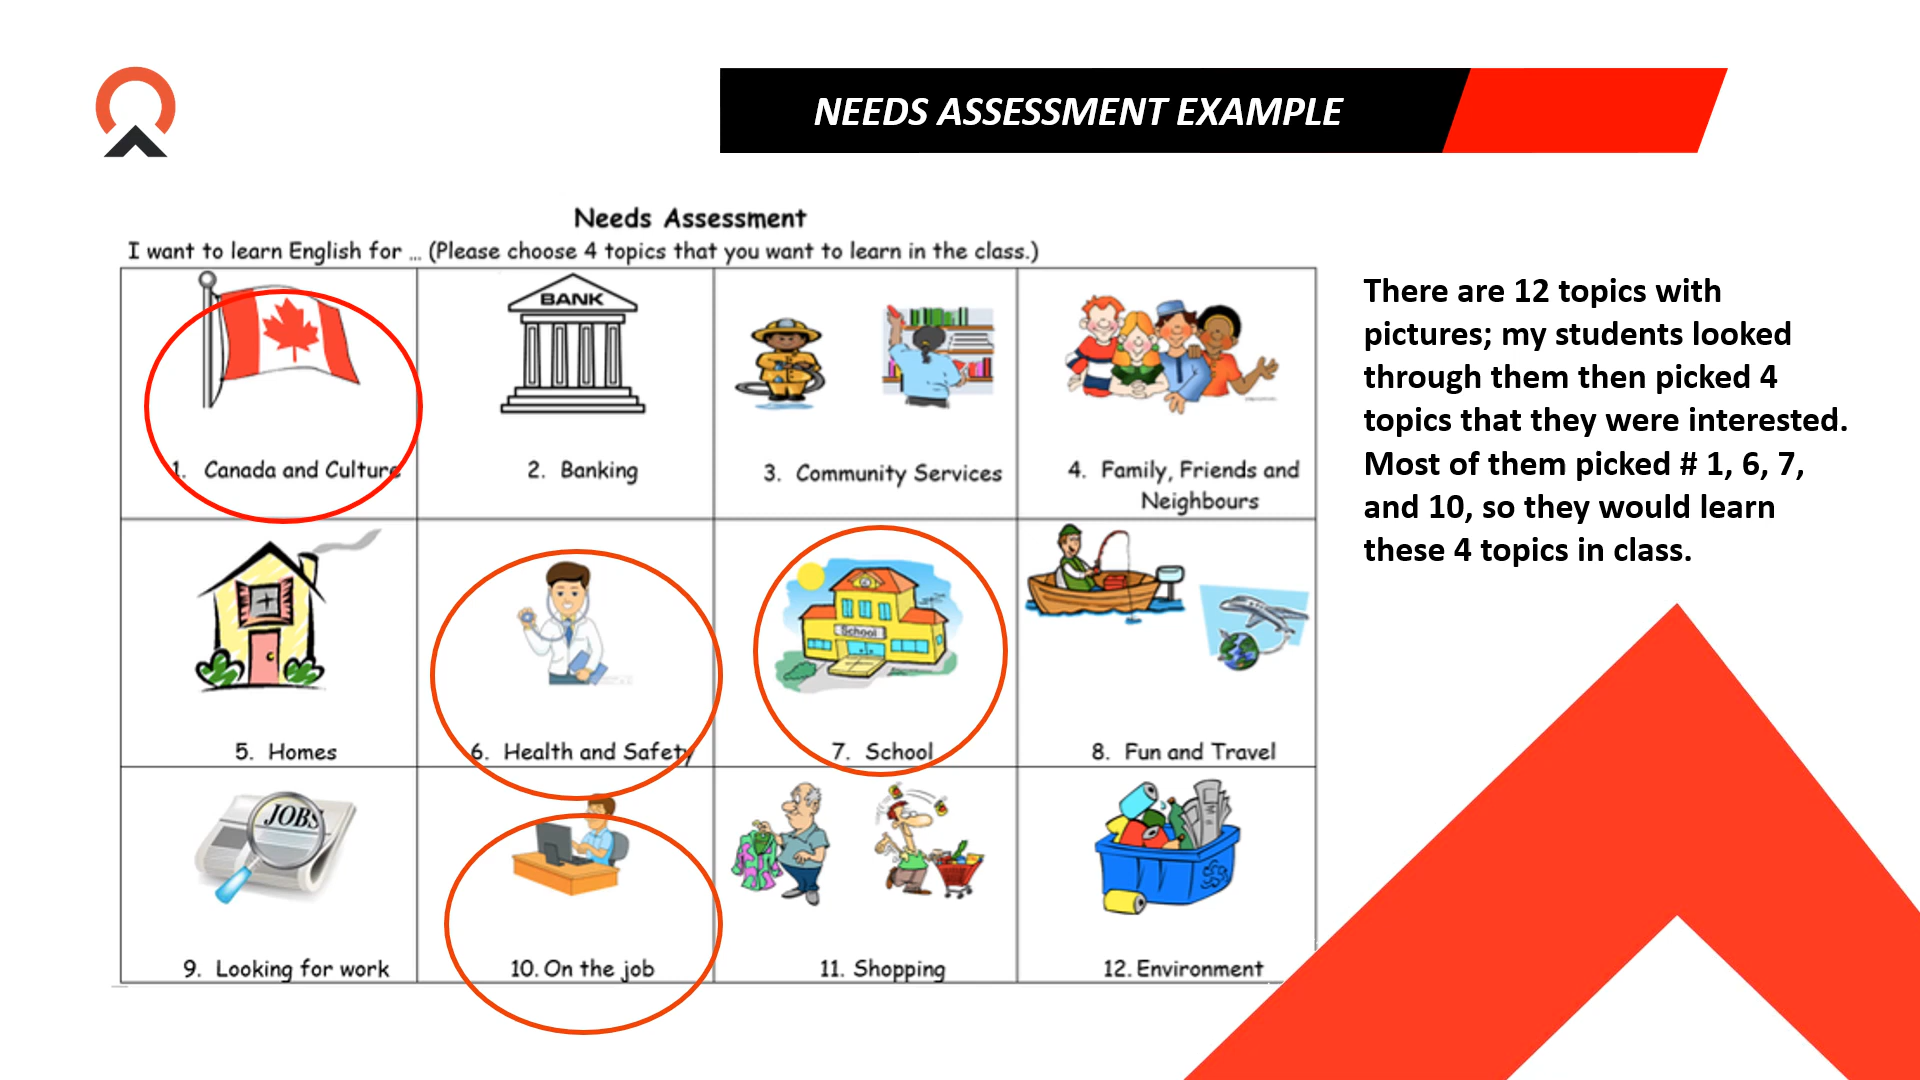 NEEDS ASSESSMENT EXAMPLE
Needs Assessment
I want to learn English for ... (Please choose 4 topics that you want to learn in the class.)
BANK
1. Canada and Culture
2. Banking
3. Community Services
4. Family, Friends and
Neighbours
School
5. Homes
6. Health and Safety
7. School
8. Fun and Travel
JOBS
9. Looking for work
10. On the job
11. Shopping
12. Environment
There are 12 topics with
pictures; my students looked
through them then picked 4
topics that they were interested.
Most of them picked # 1, 6, 7,
and 10, so they would learn
these 4 topics in class.